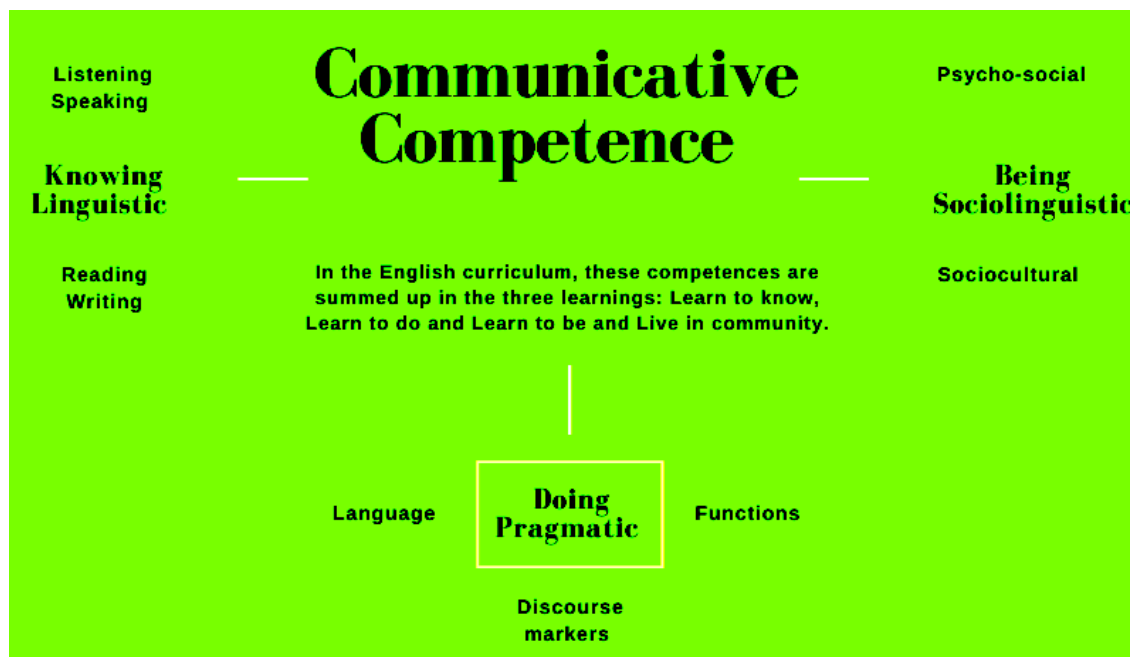 Communicative
Competence
Listening
Speaking
Knowing
Linguistic
Reading
Writing
Psycho-social
Being
Sociolinguistic
Sociocultural
In the English curriculum, these competences are
summed up in the three learnings: Learn to know,
Learn to do and Learn to be and Live in community.
Language
Doing
Pragmatic
Functions
Discourse
markers